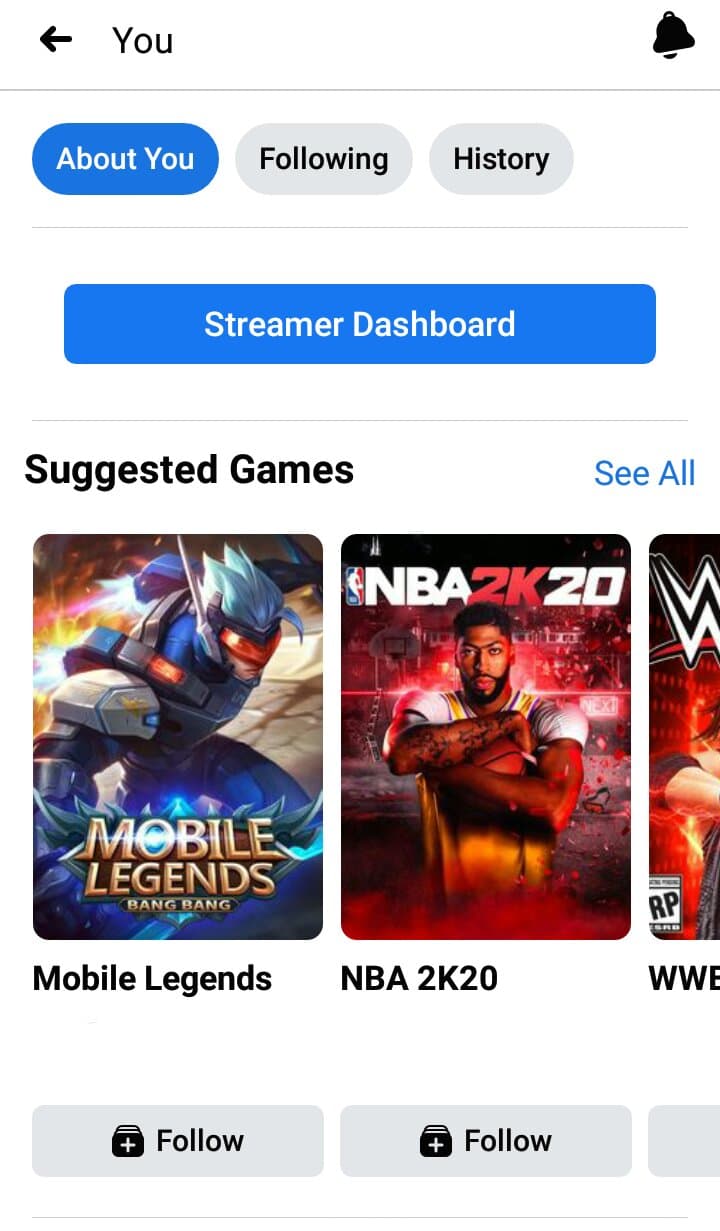 You
About You
Following
History
Streamer Dashboard
Suggested Games
See All
MOBILE
LEGENDS
BANG BANG
NBA2K20
NEXT
W
RP
ESRB
Mobile Legends
NBA 2K20
WWE
Follow
Follow